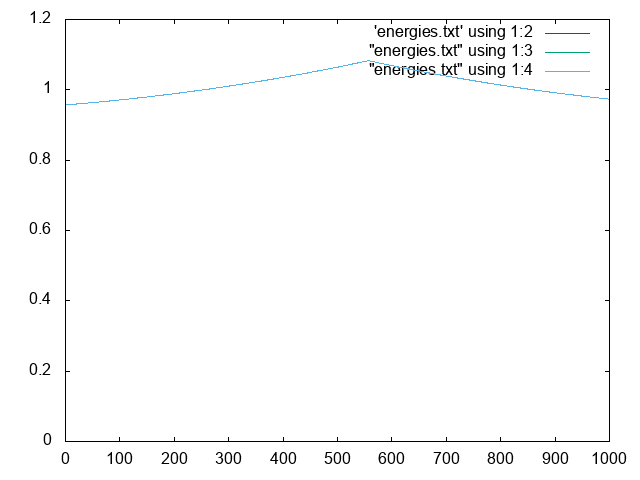 1.2
'energies.txt' using 1:2
"energies.txt" using 1:3
"energies.txt" using 1:4
1
0.8
0.6
0.4
0.2
0
0 100 200 300 400 500 600 700 800 900 1000